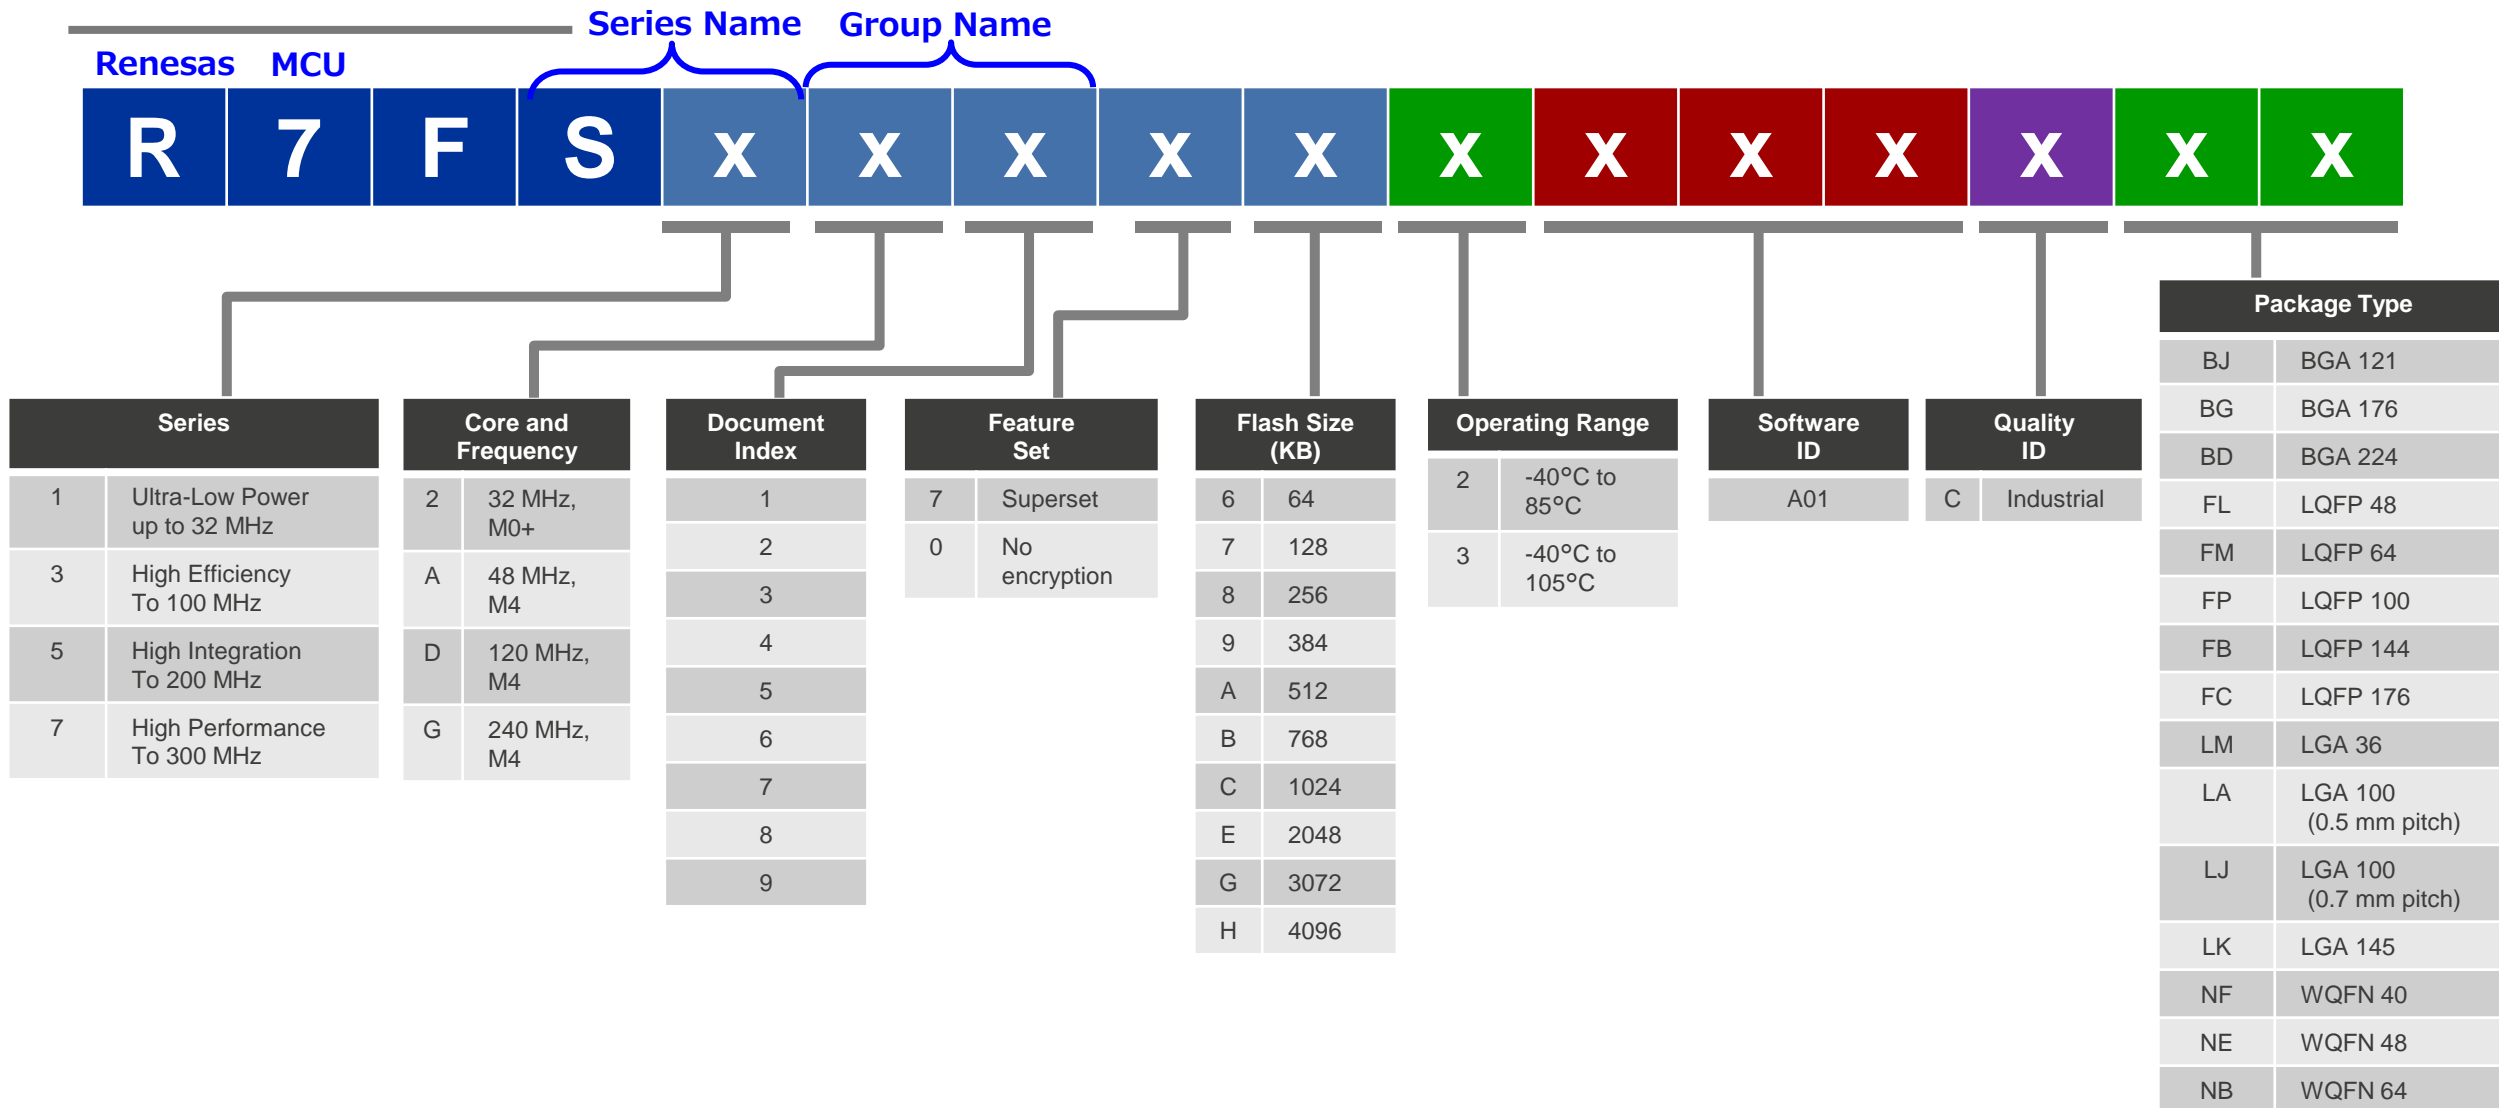 Series Name Group Name
Renesas MCU
R 7 F S x x x x x x x x x x x x
Package Type
BJ BGA 121
BG BGA 176
BD BGA 224
FL LQFP 48
FM LQFP 64
FP LQFP 100
FB LQFP 144
FC LQFP 176
LM LGA 36
LA LGA 100
(0.5 mm pitch)
LJ LGA 100
(0.7 mm pitch)
LK LGA 145
NF WQFN 40
NE WQFN 48
NB WQFN 64
Series
1 Ultra-Low Power
up to 32 MHz
3 High Efficiency
To 100 MHz
5 High Integration
To 200 MHz
7 High Performance
To 300 MHz
Core and
Frequency
2 32 MHz,
M0+
A 48 MHz,
M4
D 120 MHz,
M4
G 240 MHz,
M4
Document
Index
1
2
3
4
5
6
7
8
9
Feature
Set
7 Superset
0 No
encryption
Flash Size
(KB)
6 64
7 128
8 256
9 384
A 512
B 768
C 1024
E 2048
G 3072
H 4096
Operating Range
2 -40°C to
85°C
3 -40°C to
105°C
Software
ID
A01
Quality
ID
C Industrial